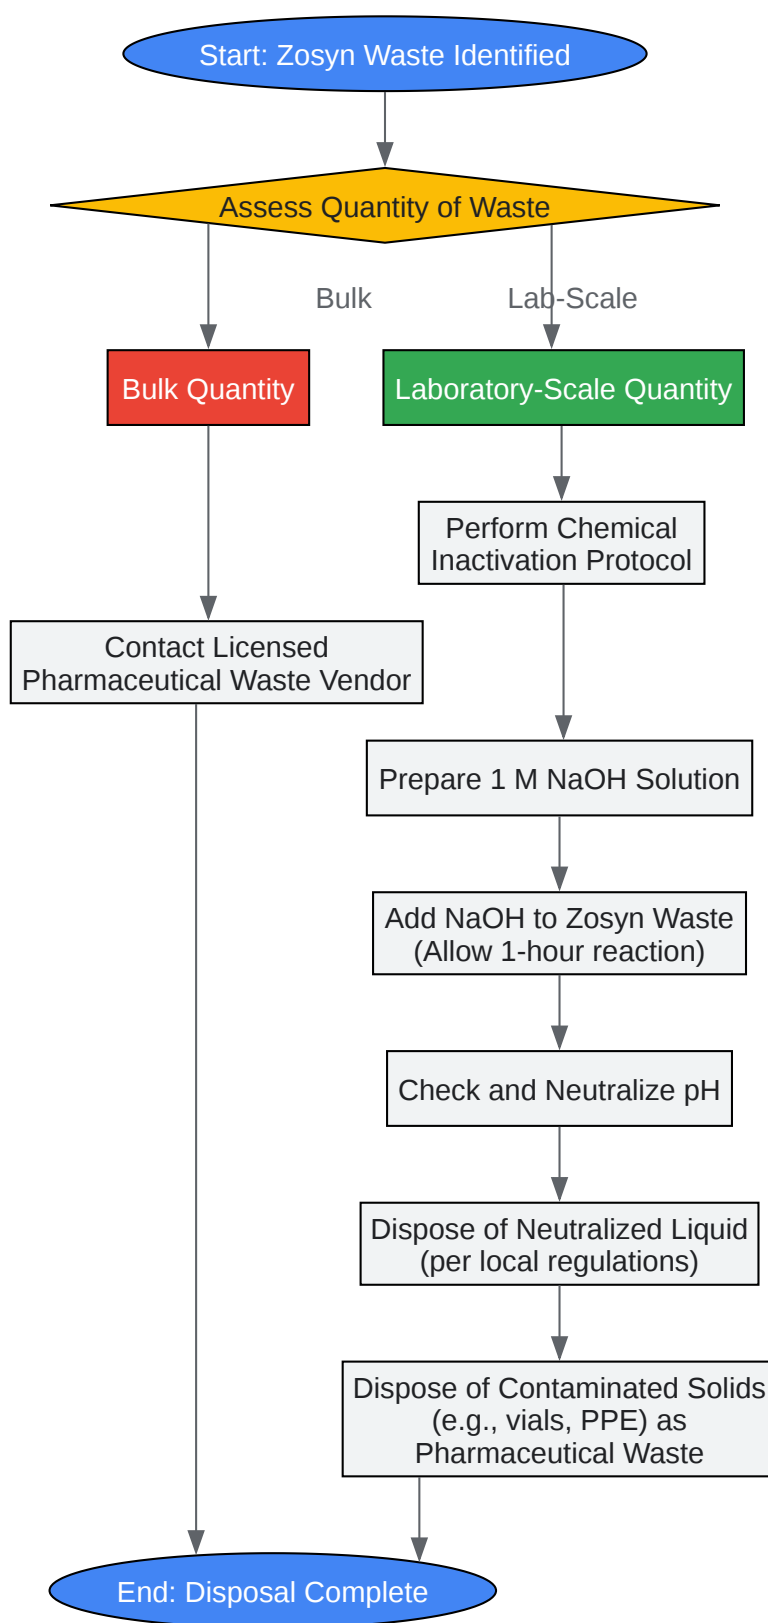 Start: Zosyn Waste Identified
Assess Quantity of Waste
Bulk
Lab-Scale
Bulk Quantity
Laboratory-Scale Quantity
Perform Chemical
Inactivation Protocol
Contact Licensed
Pharmaceutical Waste Vendor
Prepare 1 M NaOH Solution
Add NaOH to Zosyn Waste
(Allow 1-hour reaction)
Check and Neutralize pH
Dispose of Neutralized Liquid
(per local regulations)
Dispose of Contaminated Solids
(e.g., vials, PPE) as
Pharmaceutical Waste
End: Disposal Complete